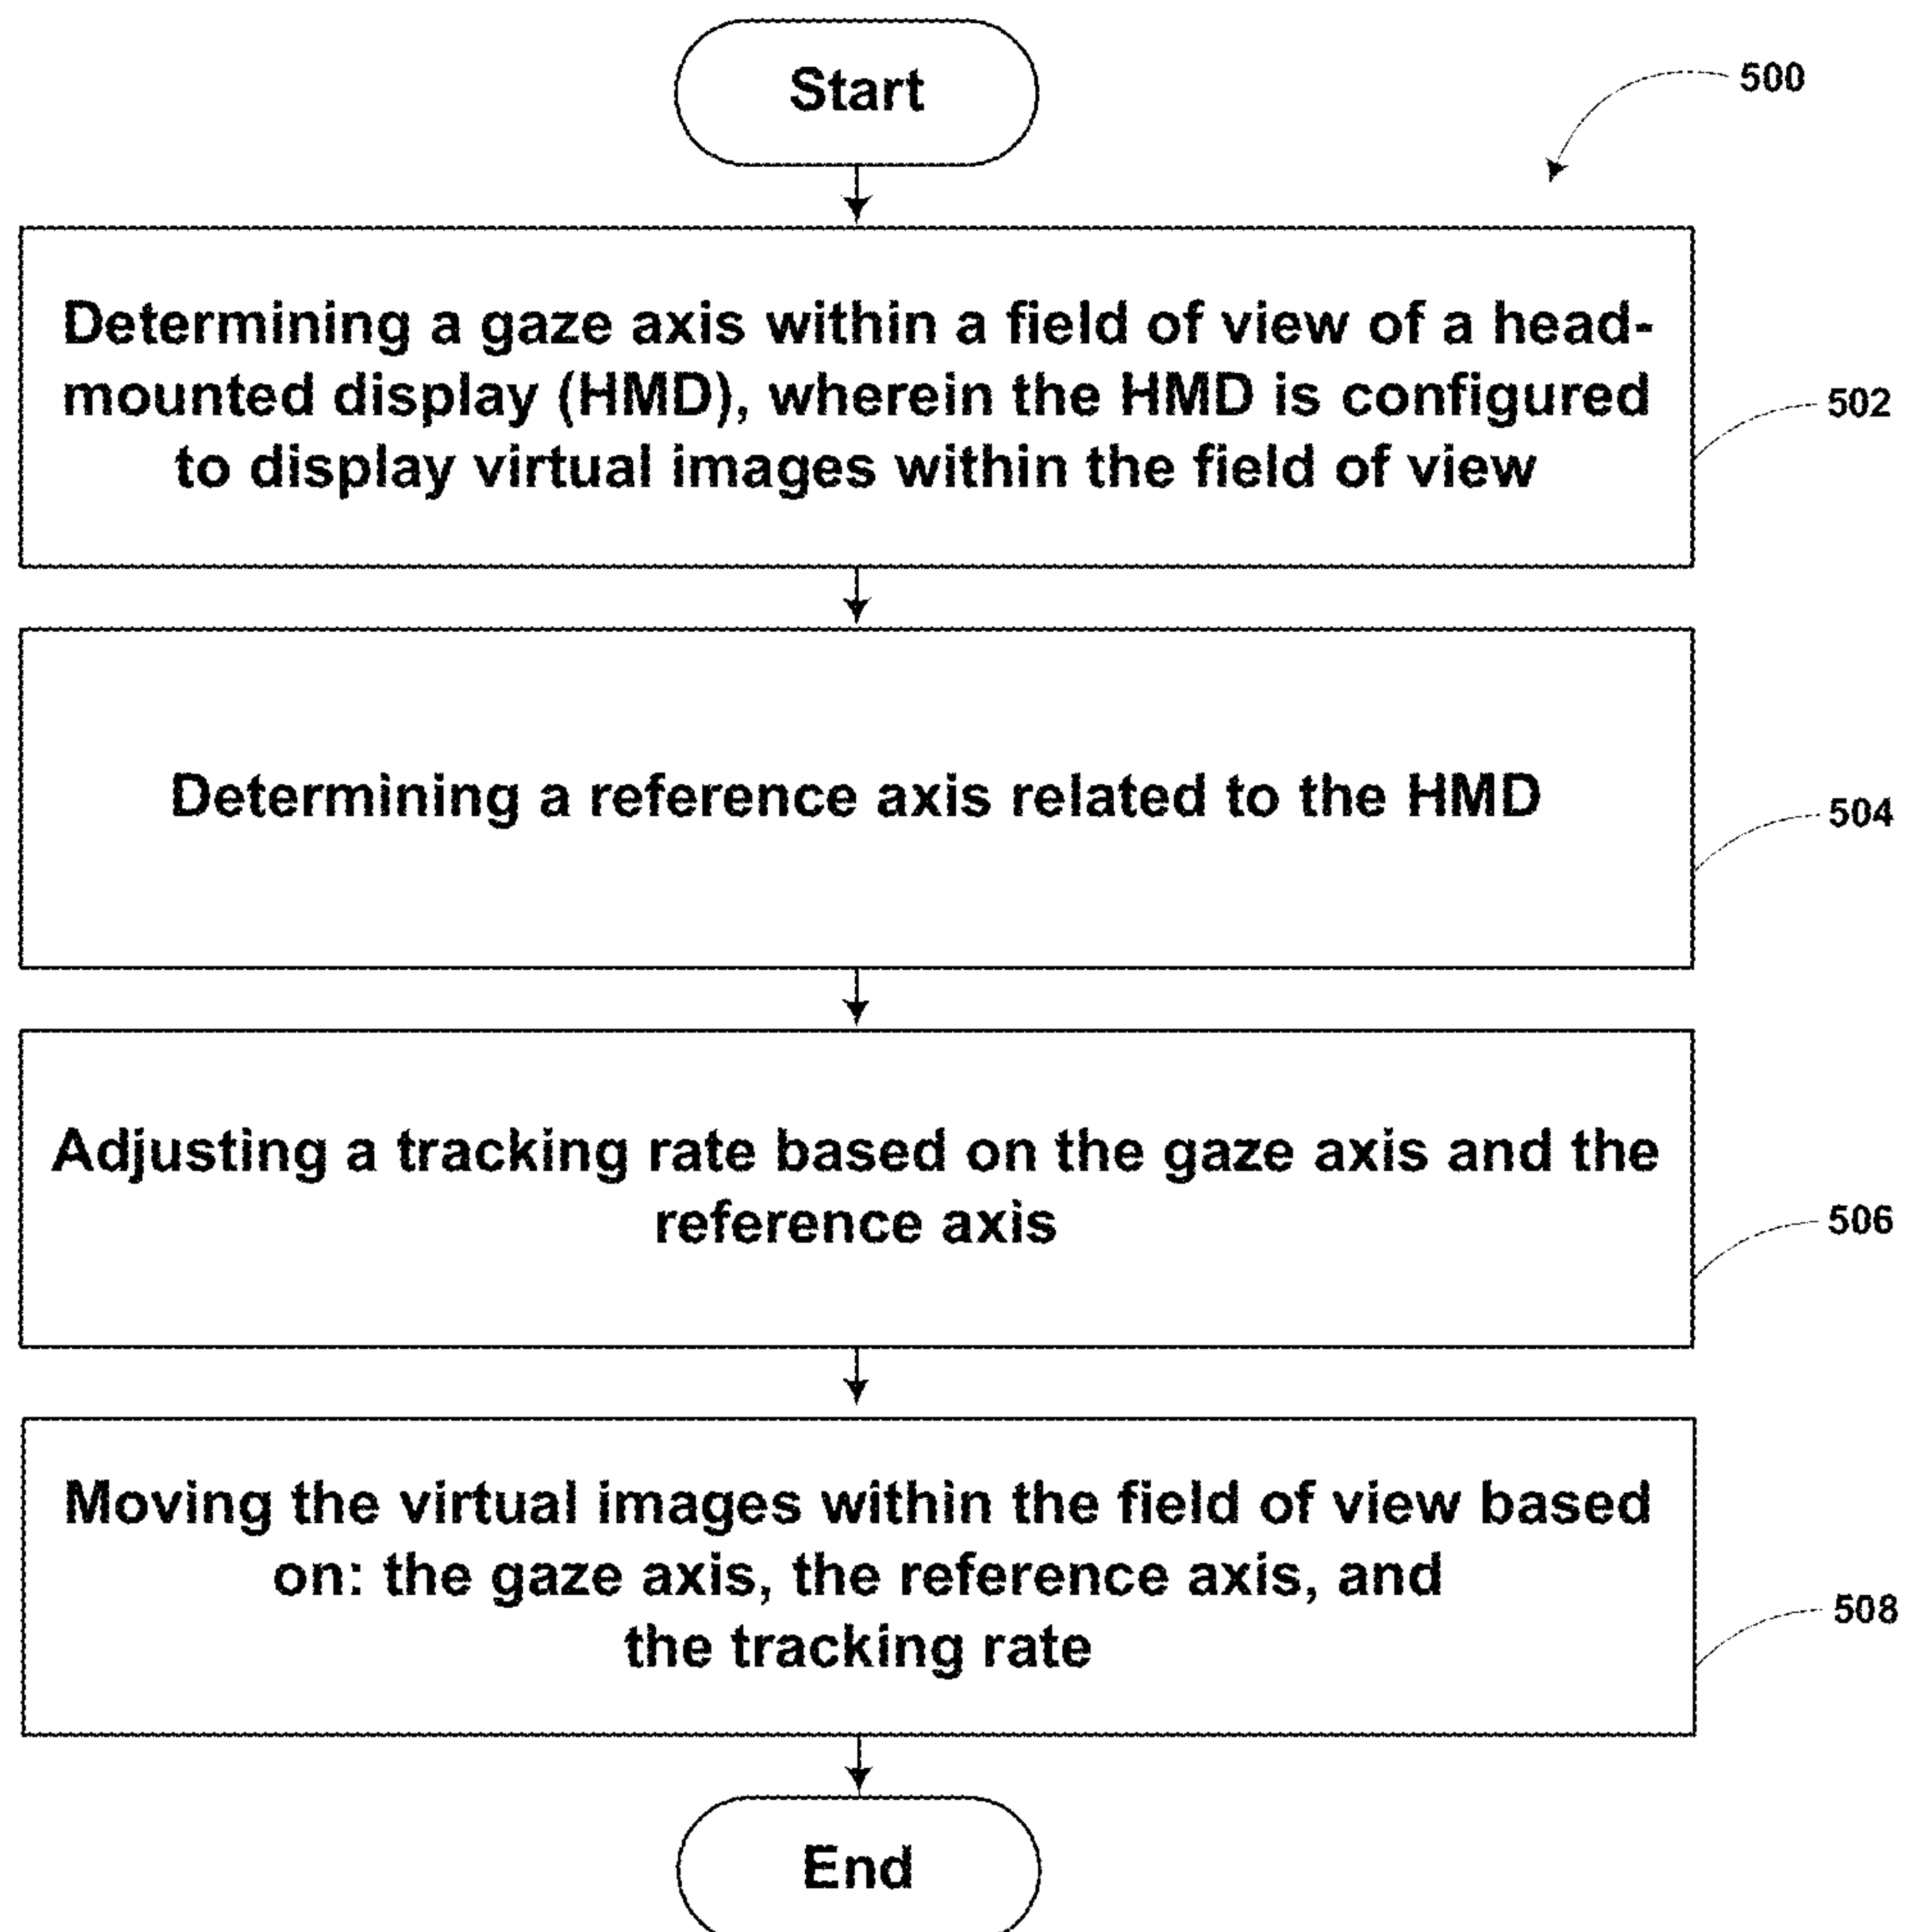 Start
500
Determining a gaze axis within a field of view of a head-
mounted display (HMD), wherein the HMD is configured
to display virtual images within the field of view
502
Determining a reference axis related to the HMD
504
Adjusting a tracking rate based on the gaze axis and the
reference axis
506
Moving the virtual images within the field of view based
on: the gaze axis, the reference axis, and
the tracking rate
508
End